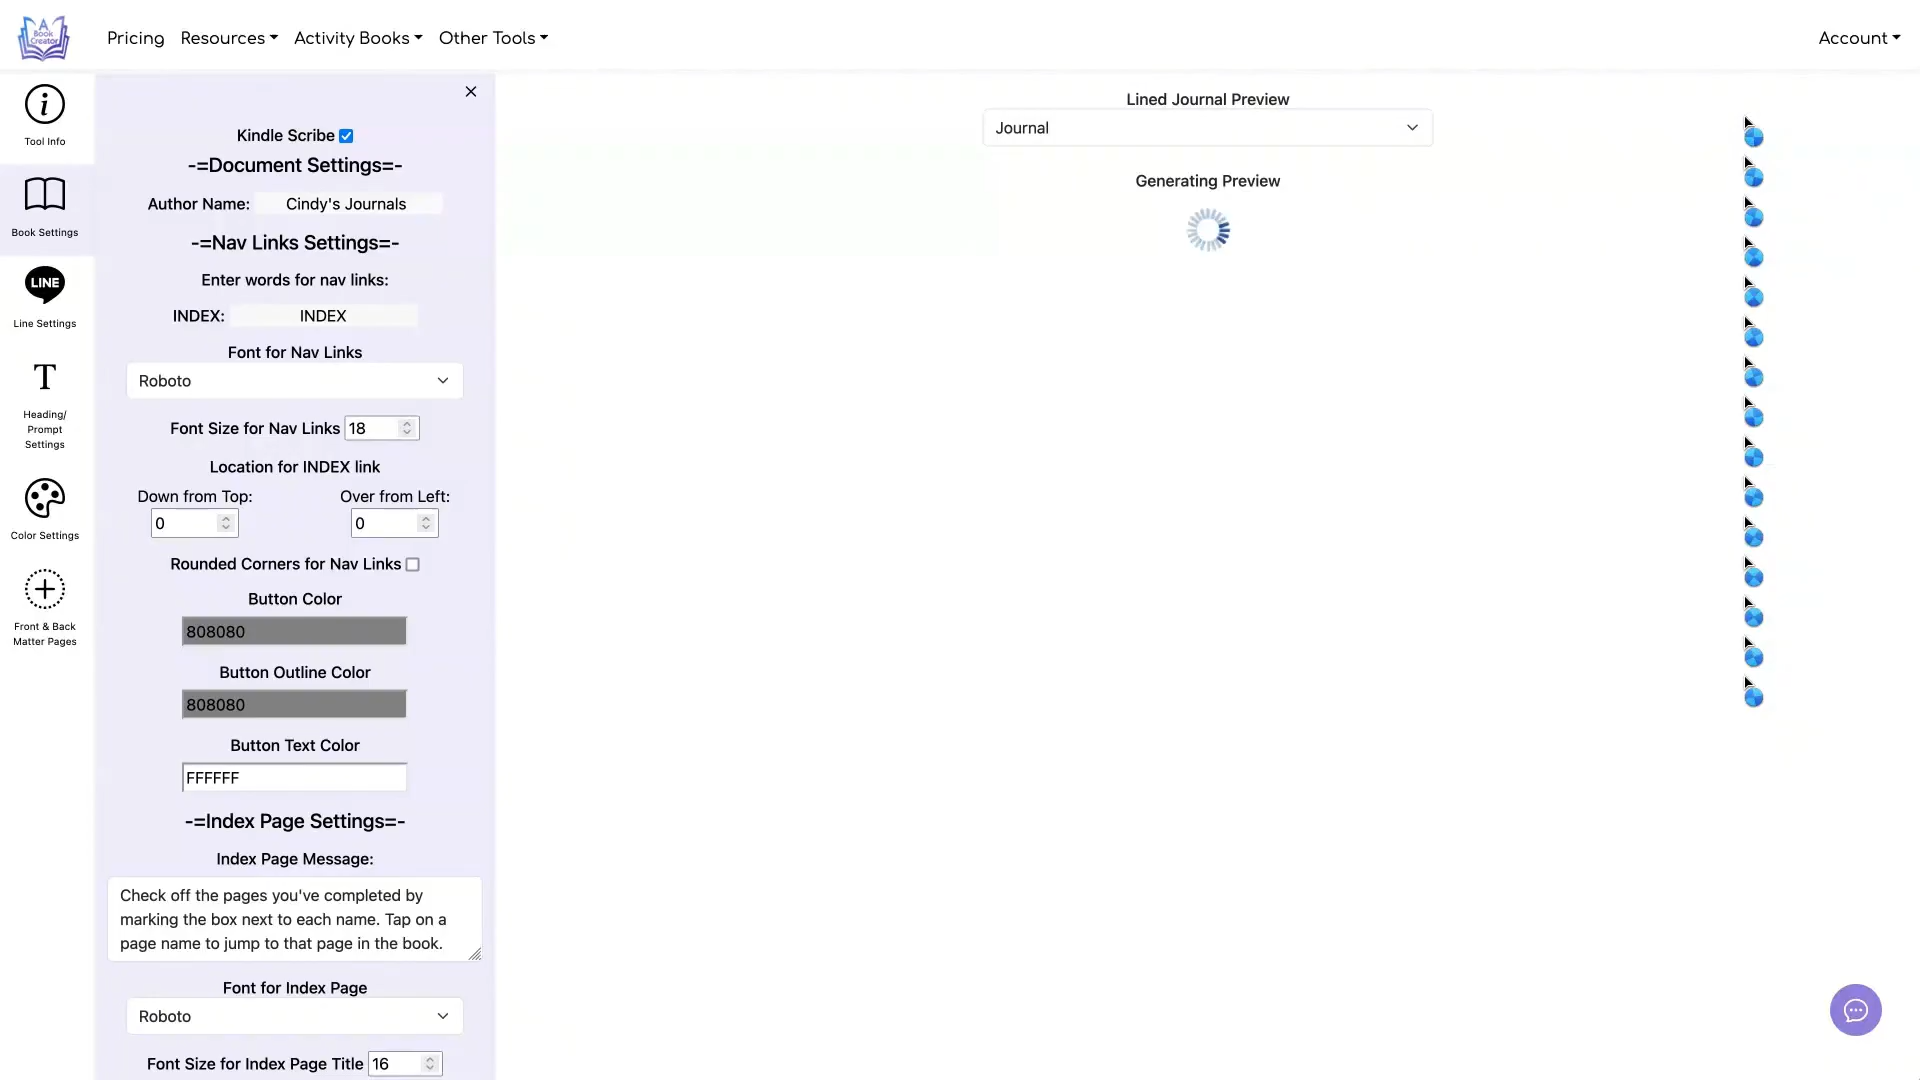 A
Book
Creator
Pricing
Resources
Activity Books
Other Tools
Account
Tool Info
Book Settings
LINE
Line Settings
T
Heading/
Prompt
Settings
Color Settings
Front & Back
Matter Pages
Kindle Scribe
-=Document Settings=-
Author Name: Cindy's Journals
-=Nav Links Settings=-
Enter words for nav links:
INDEX: INDEX
Font for Nav Links
Roboto
Font Size for Nav Links 18
Location for INDEX link
Down from Top: Over from Left:
0 0
Rounded Corners for Nav Links
Button Color
808080
Button Outline Color
808080
Button Text Color
FFFFFF
-=Index Page Settings=-
Index Page Message:
Check off the pages you've completed by
marking the box next to each name. Tap on a
page name to jump to that page in the book.
Font for Index Page
Roboto
Font Size for Index Page Title 16
Lined Journal Preview
Journal
Generating Preview